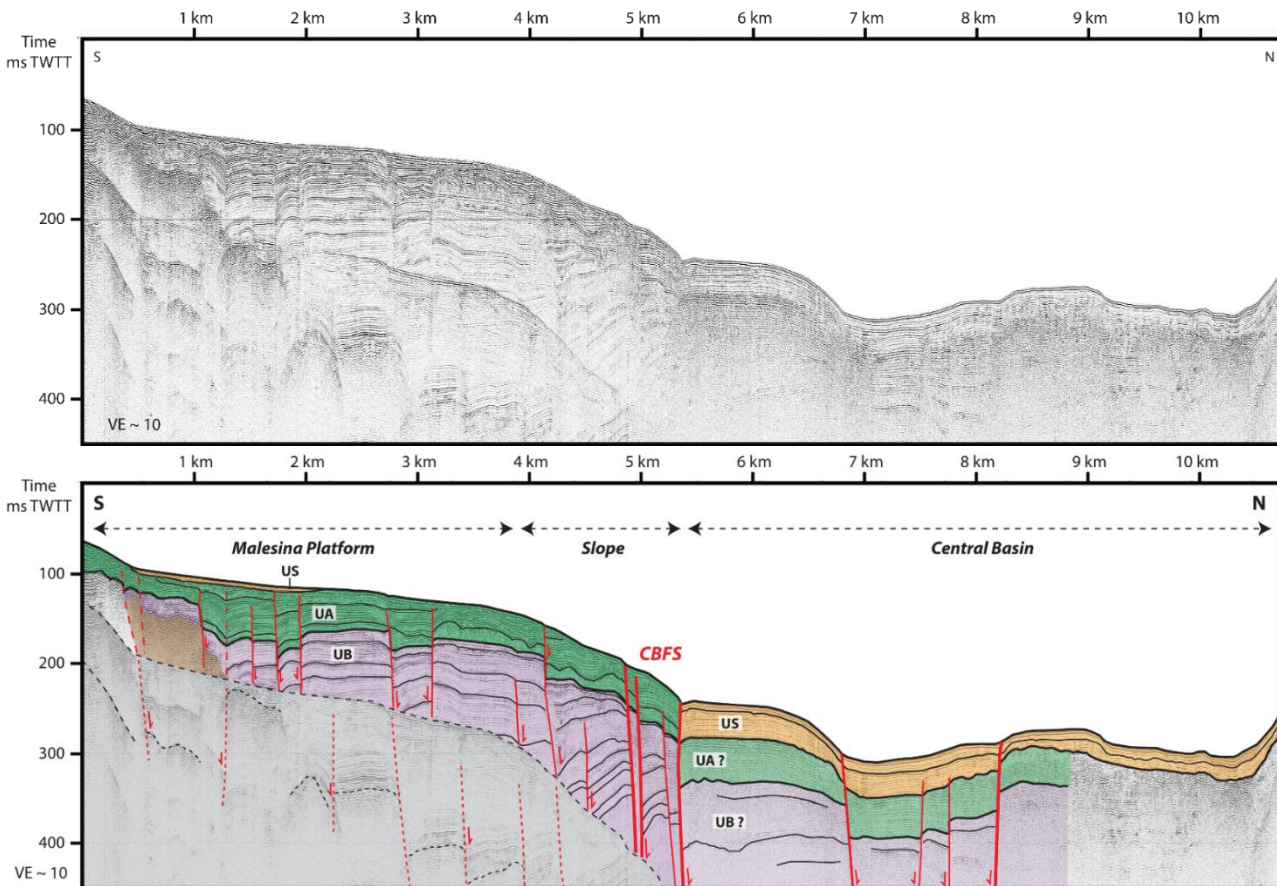 1 km 2 km 3 km 4 km 5 km 6 km 7 km 8 km 9 km 10 km
Time
ms TWTT
S N
100
200
300
400
VE ~ 10
1 km 2 km 3 km 4 km 5 km 6 km 7 km 8 km 9 km 10 km
Time
ms TWTT
S N
Malesina Platform Slope Central Basin
US
100
UA
UB
CBFS
200
US
300
UA ?
UB ?
400
VE ~ 10